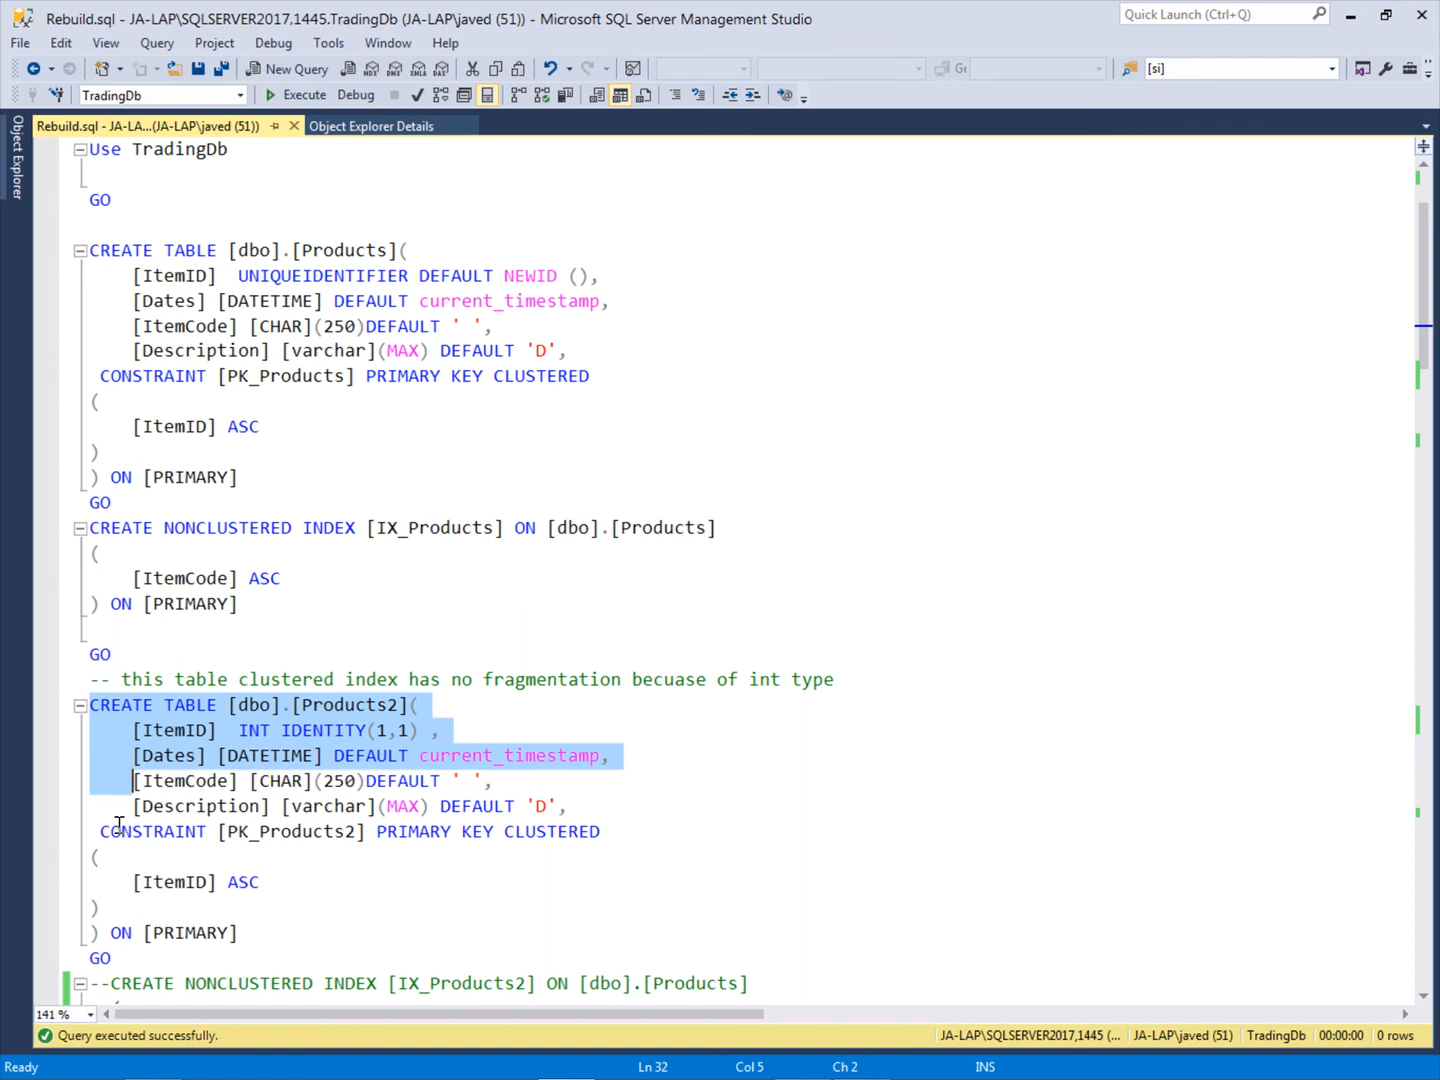 Rebuild.sql - JA-LAP\SQLSERVER2017,1445.TradingDb (JA-LAP\javed (51)) - Microsoft SQL Server Management Studio
Quick Launch (Ctrl+Q)
File Edit View Query Project Debug Tools Window Help
New Query
MDX DMX XMLA DAX
[si]
TradingDb
Execute Debug
Rebuild.sql - JA-LA...(JA-LAP\javed (51)) Object Explorer Details
Object Explorer
Use TradingDb
GO
CREATE TABLE [dbo].[Products](
[ItemID]  UNIQUEIDENTIFIER DEFAULT NEWID (),
[Dates] [DATETIME] DEFAULT current_timestamp,
[ItemCode] [CHAR](250)DEFAULT ' ',
[Description] [varchar](MAX) DEFAULT 'D',
CONSTRAINT [PK_Products] PRIMARY KEY CLUSTERED
(
[ItemID] ASC
)
) ON [PRIMARY]
GO
CREATE NONCLUSTERED INDEX [IX_Products] ON [dbo].[Products]
(
[ItemCode] ASC
) ON [PRIMARY]
GO
-- this table clustered index has no fragmentation becuase of int type
CREATE TABLE [dbo].[Products2](
[ItemID]  INT IDENTITY(1,1) ,
[Dates] [DATETIME] DEFAULT current_timestamp,
[ItemCode] [CHAR](250)DEFAULT ' ',
[Description] [varchar](MAX) DEFAULT 'D',
CONSTRAINT [PK_Products2] PRIMARY KEY CLUSTERED
(
[ItemID] ASC
)
) ON [PRIMARY]
GO
--CREATE NONCLUSTERED INDEX [IX_Products2] ON [dbo].[Products]
141 %
Query executed successfully. JA-LAP\SQLSERVER2017,1445 (... JA-LAP\javed (51) TradingDb 00:00:00 0 rows
Ready Ln 32 Col 5 Ch 2 INS